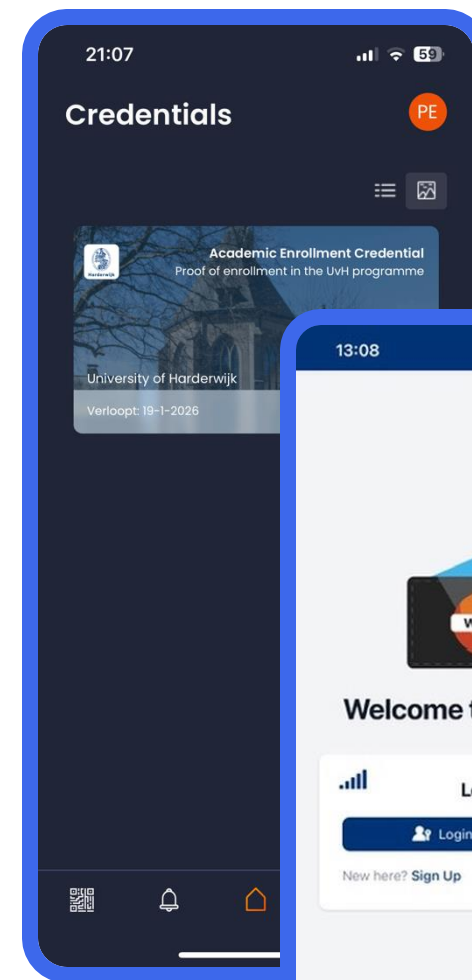 21:07
59
Credentials
PE
Harderwijk
Academic Enrollment Credential
Proof of enrollment in the UvH programme
University of Harderwijk
Verloopt: 19-1-2026
13:08
Welcome
Login
New here? Sign Up